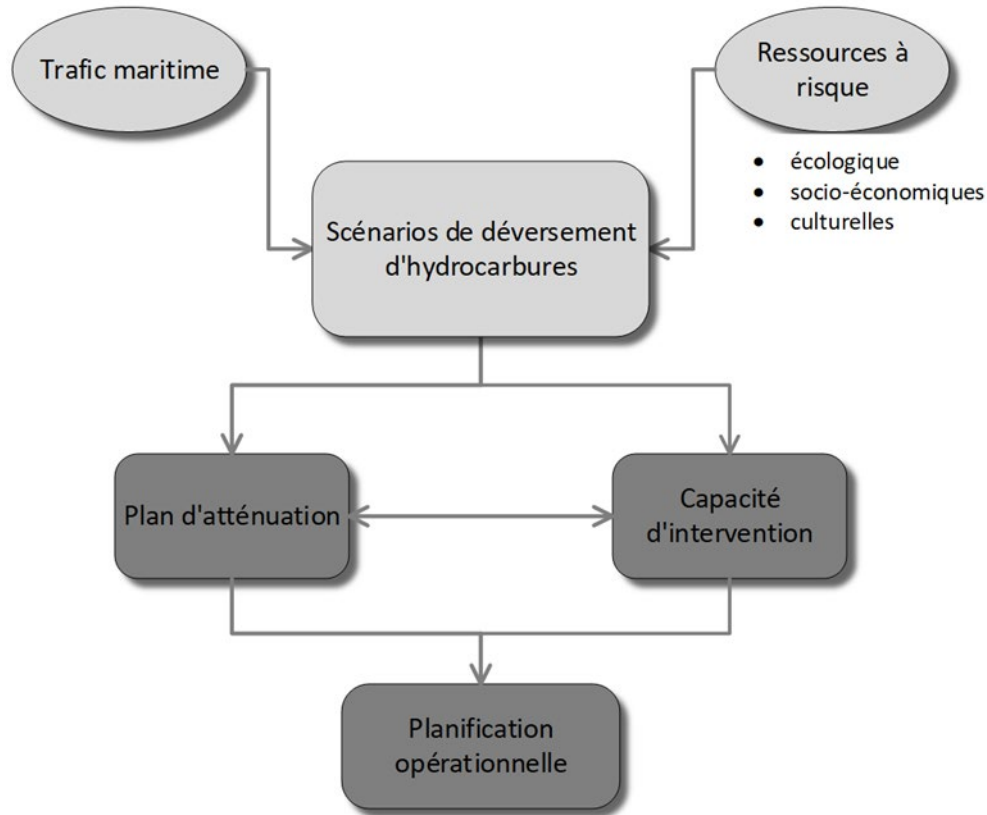 Trafic maritime
Ressources à
risque
• écologique
• socio-économiques
• culturelles
Scénarios de déversement
d'hydrocarbures
Plan d'atténuation
Capacité
d'intervention
Planification
opérationnelle